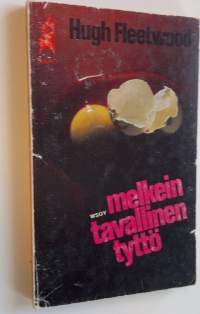 Hugh Fleetwood
WSOY
melkein
tavallinen
tyttö